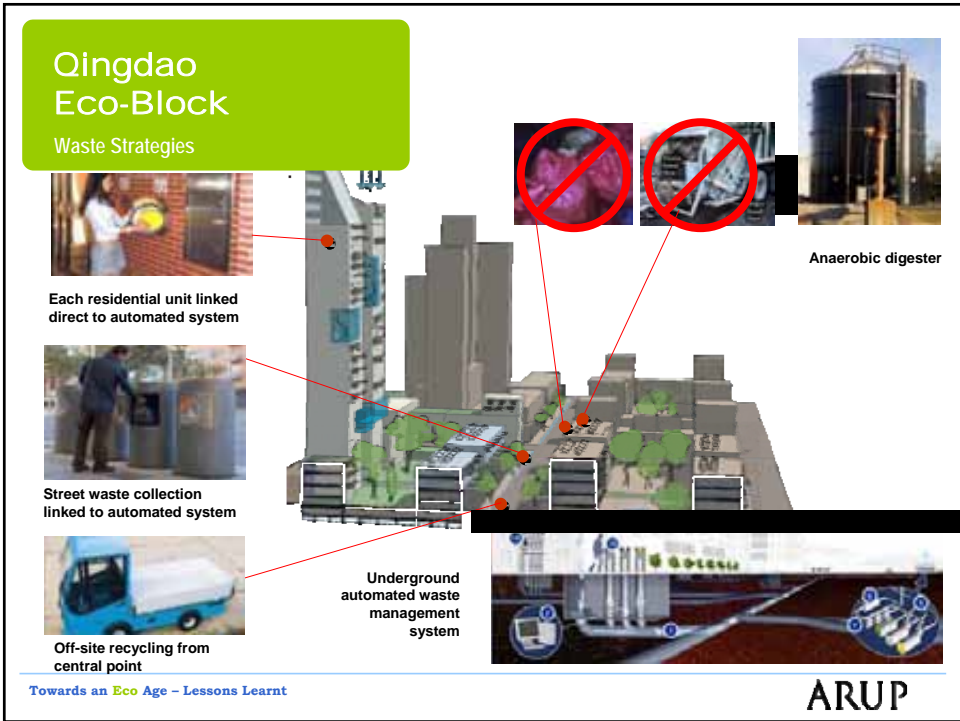 Qingdao
Eco-Block
Waste Strategies
Anaerobic digester
Each residential unit linked
direct to automated system
Street waste collection
linked to automated system
Underground
automated waste
management
system
Off-site recycling from
central point
Towards an Eco Age – Lessons Learnt
ARUP